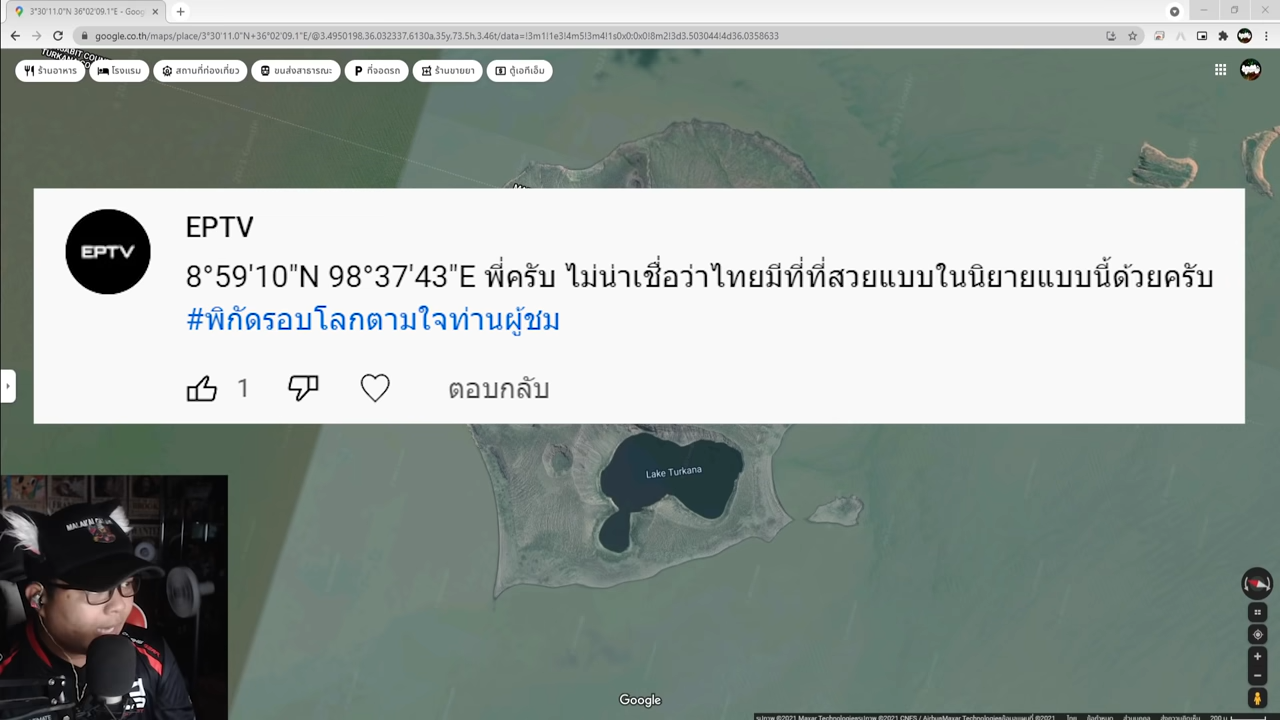 3°30'11.0"N 36°02'09.1"E - Goog
google.co.th/maps/place/3°30'11.0"N+36°02'09.1"E/@3.4950198,36.032337,6130a,35y,73.5h,3.46t/data=!3m1!1e3!4m5!3m4!1s0x0:0x0!8m2!3d3.503044!4d36.0358633
ร้านอาหาร โรงแรม สถานที่ท่องเที่ยว ขนส่งสาธารณะ ที่จอดรถ ร้านขายยา ตู้เอทีเอ็ม
EPTV
EPTV
8°59'10"N 98°37'43"E พี่ครับ ไม่น่าเชื่อว่าไทยมีที่ที่สวยแบบในนิยายแบบนี้ด้วยครับ
#พิกัดรอบโลกตามใจท่านผู้ชม
1 ตอบกลับ
Lake Turkana
Google